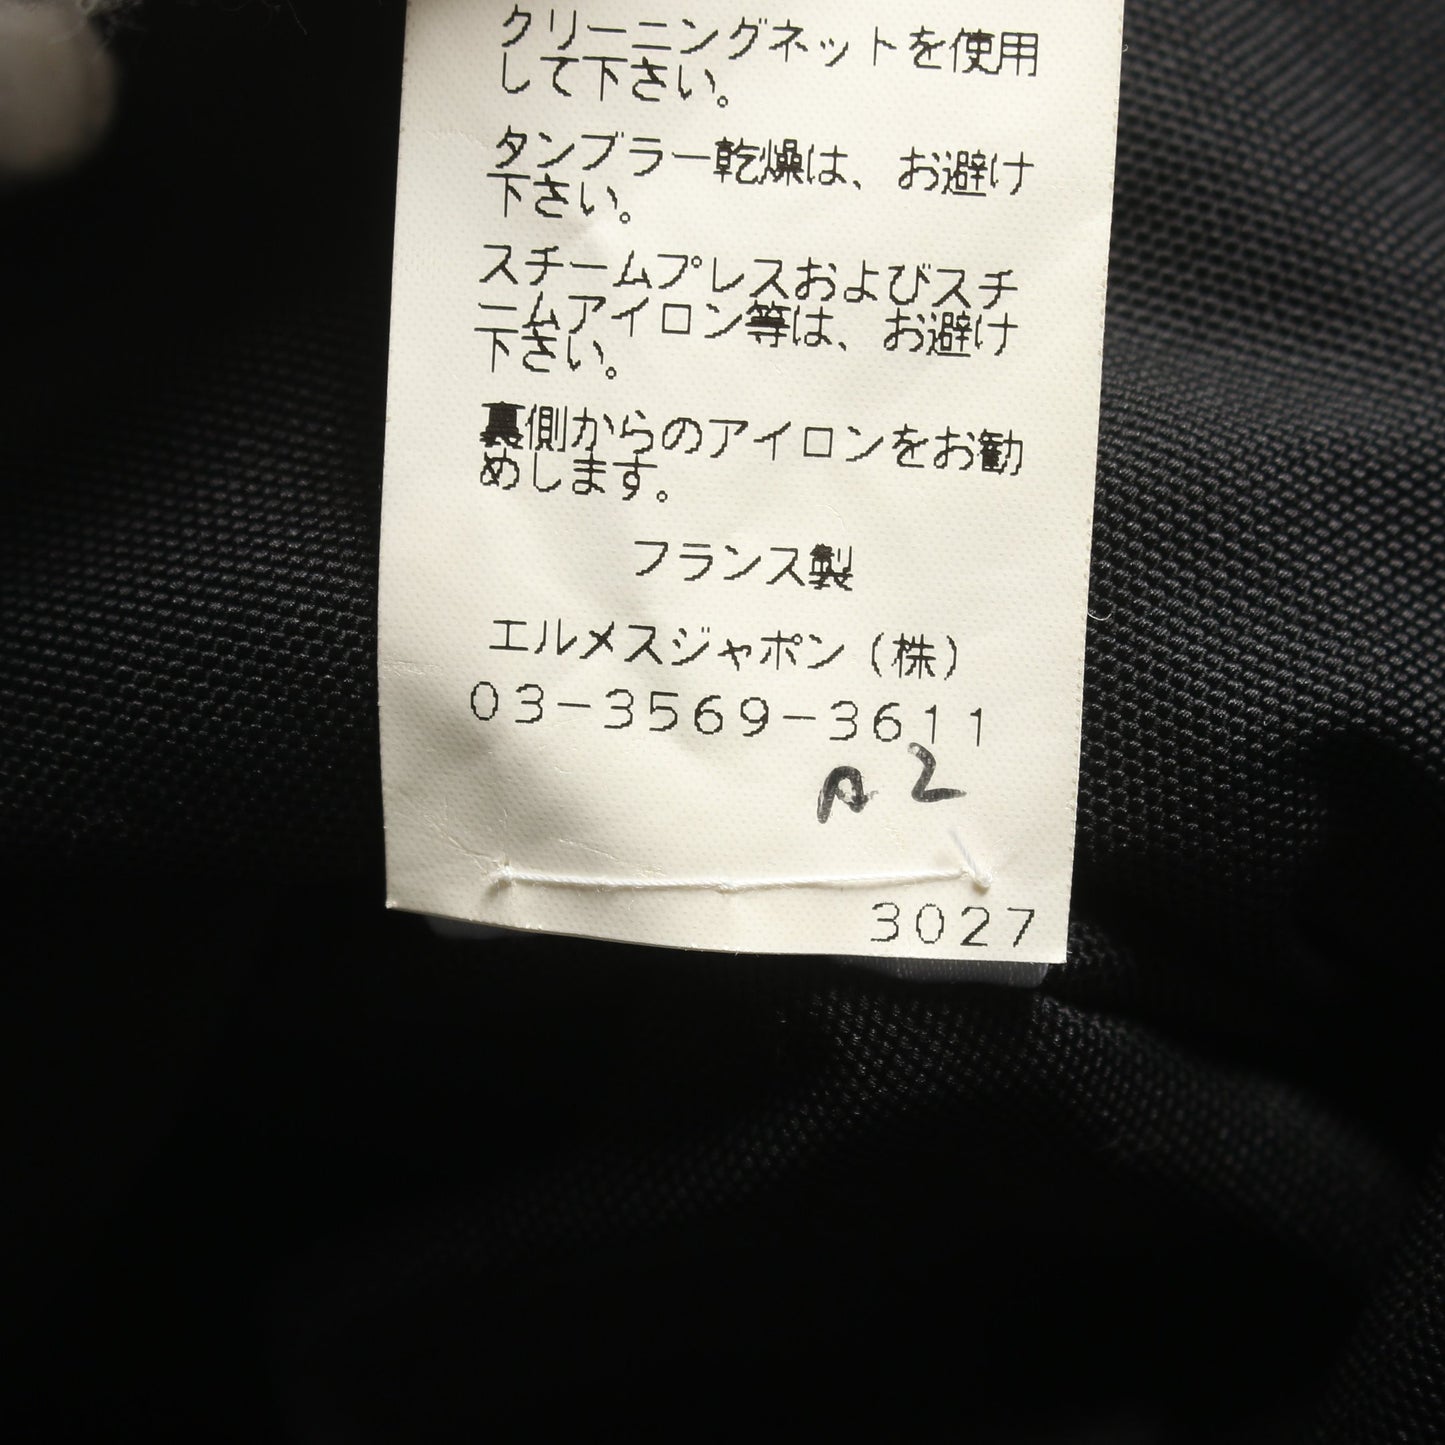 クリーニングネットを使用
して下さい。
タンブラー乾燥は、お避け
下さい。
スチームプレスおよびスチ
ームアイロン等は、お避け
下さい。
裏側からのアイロンをお勧
めします。
フランス製
エルメスジャポン(株)
03-3569-3611
A2
3027